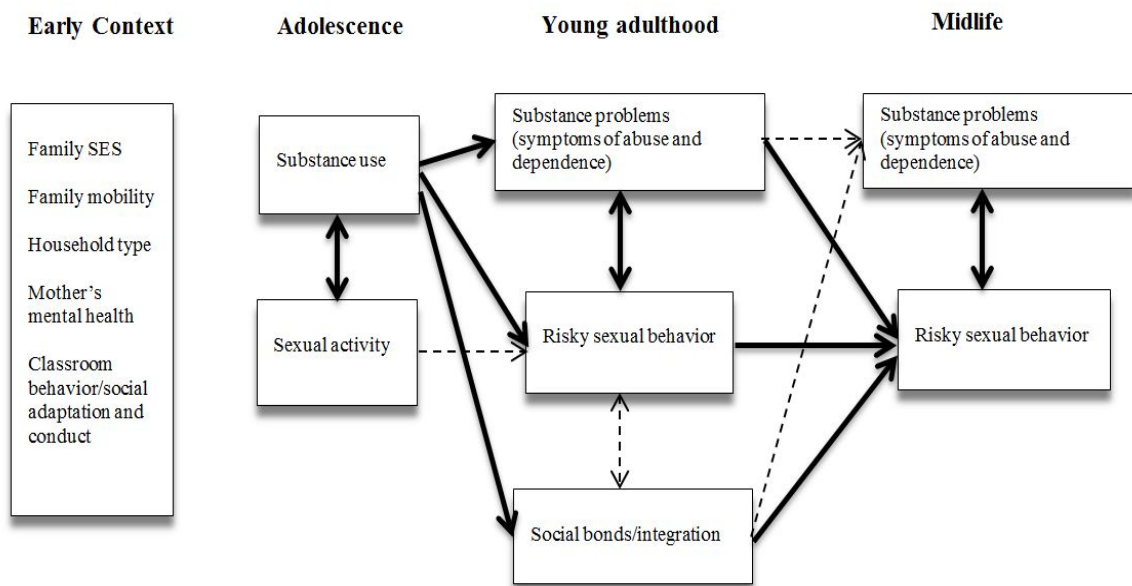 Early Context
Adolescence
Young adulthood
Midlife
Family SES
Family mobility
Household type
Mother’s
mental health
Classroom
behavior/social
adaptation and
conduct
Substance use
Sexual activity
Substance problems
(symptoms of abuse and
dependence)
Risky sexual behavior
Social bonds/integration
Substance problems
(symptoms of abuse and
dependence)
Risky sexual behavior